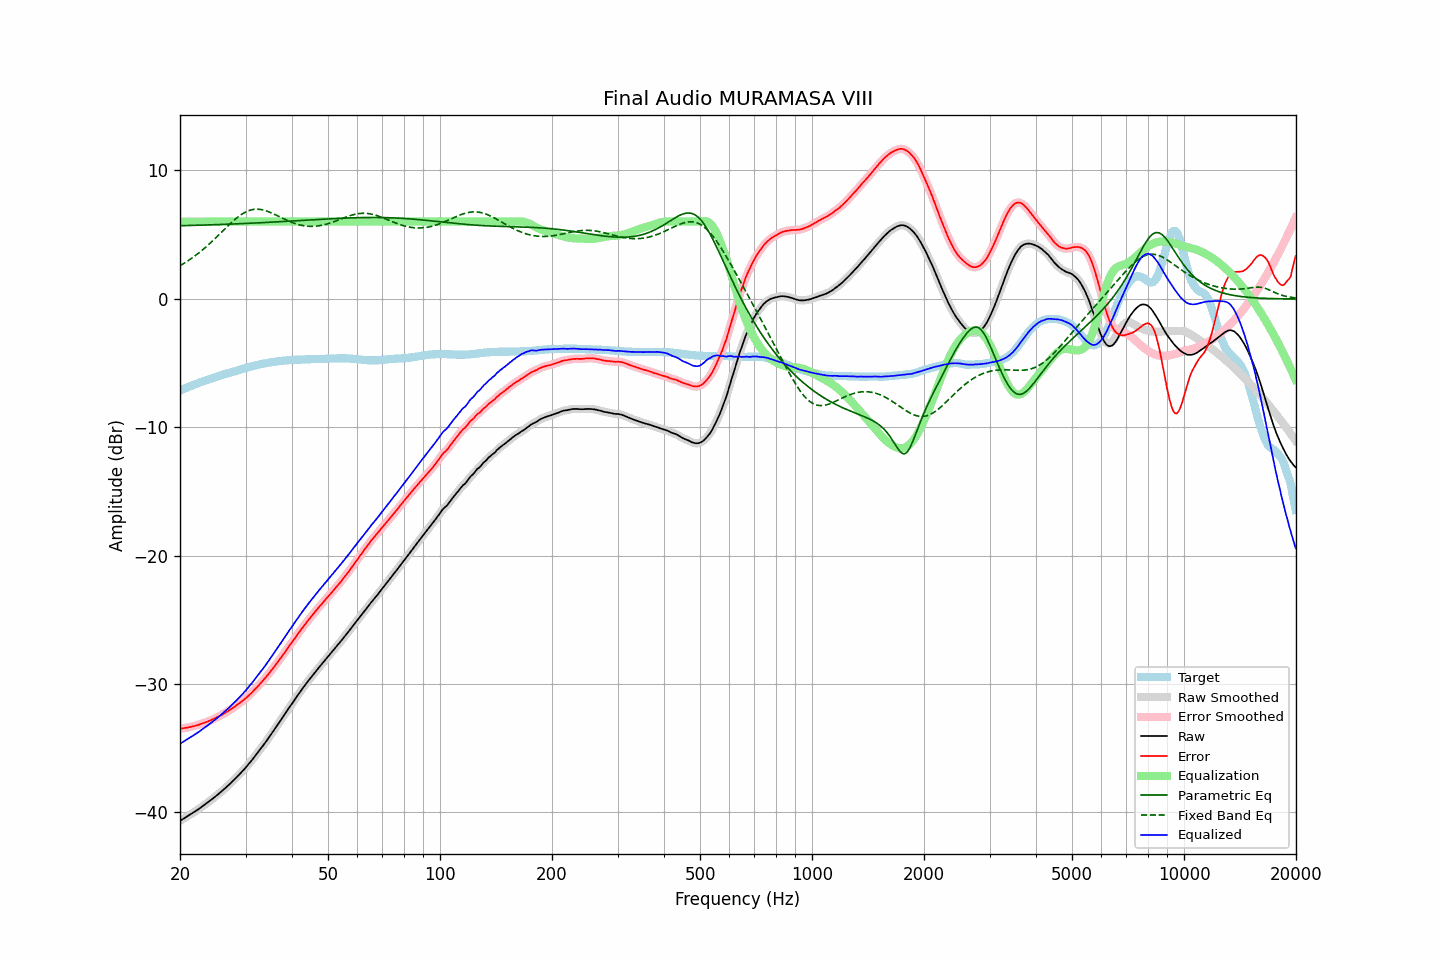 Final Audio MURAMASA VIII
Amplitude (dBr)
10
0
−10
−20
−30
−40
20
50
100
200
500
1000
2000
5000
10000
20000
Frequency (Hz)
Target
Raw Smoothed
Error Smoothed
Raw
Error
Equalization
Parametric Eq
Fixed Band Eq
Equalized